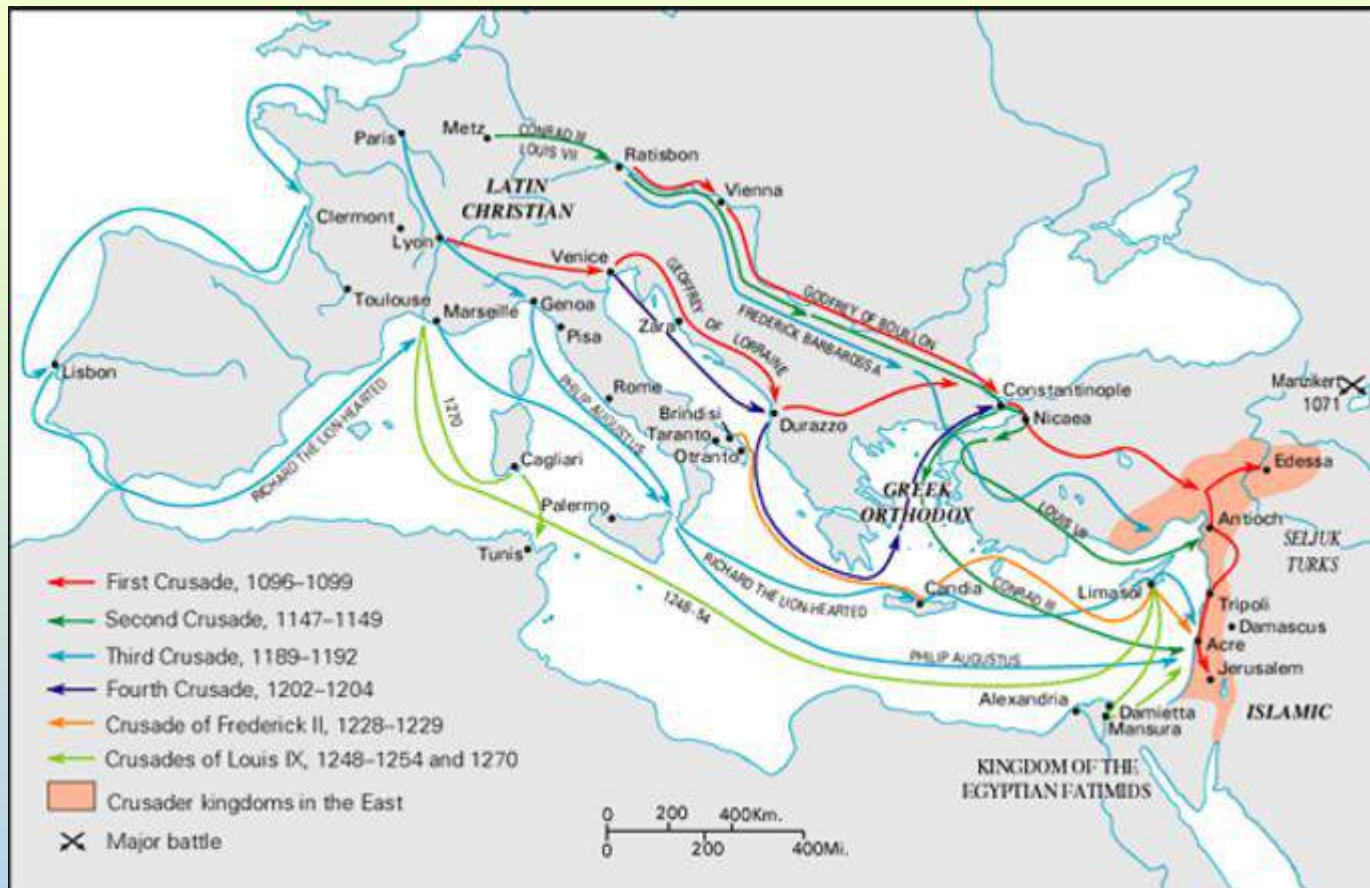 Paris
Metz
CONRAD III
LOUIS VII
Ratisbon
LATIN
CHRISTIAN
Vienna
Clermont
Lyon
Venice
GEOFFREY OF LORRAINE
GODFREY OF BOUILLON
FREDERICK BARBAROSSA
Toulouse
Marseille
Genoa
Pisa
Zara
Lisbon
RICHARD THE LION-HEARTED
1270
PHILIP AUGUSTUS
Rome
Brindisi
Taranto
Otranto
Durazzo
Constantinople
Nicaea
Manzikert
1071
Edessa
Cagliari
Palermo
Tunis
GREEK
ORTHODOX
LOUIS VII
Antioch
SELJUK
TURKS
RICHARD THE LION-HEARTED
Candia
CONRAD III
Limasol
Tripoli
Damascus
1248-54
PHILIP AUGUSTUS
Acre
Jerusalem
Alexandria
Damietta
Mansura
ISLAMIC
KINGDOM OF THE
EGYPTIAN FATIMIDS
First Crusade, 1096–1099
Second Crusade, 1147–1149
Third Crusade, 1189–1192
Fourth Crusade, 1202–1204
Crusade of Frederick II, 1228–1229
Crusades of Louis IX, 1248–1254 and 1270
Crusader kingdoms in the East
Major battle
0 200 400Km.
0 200 400Mi.